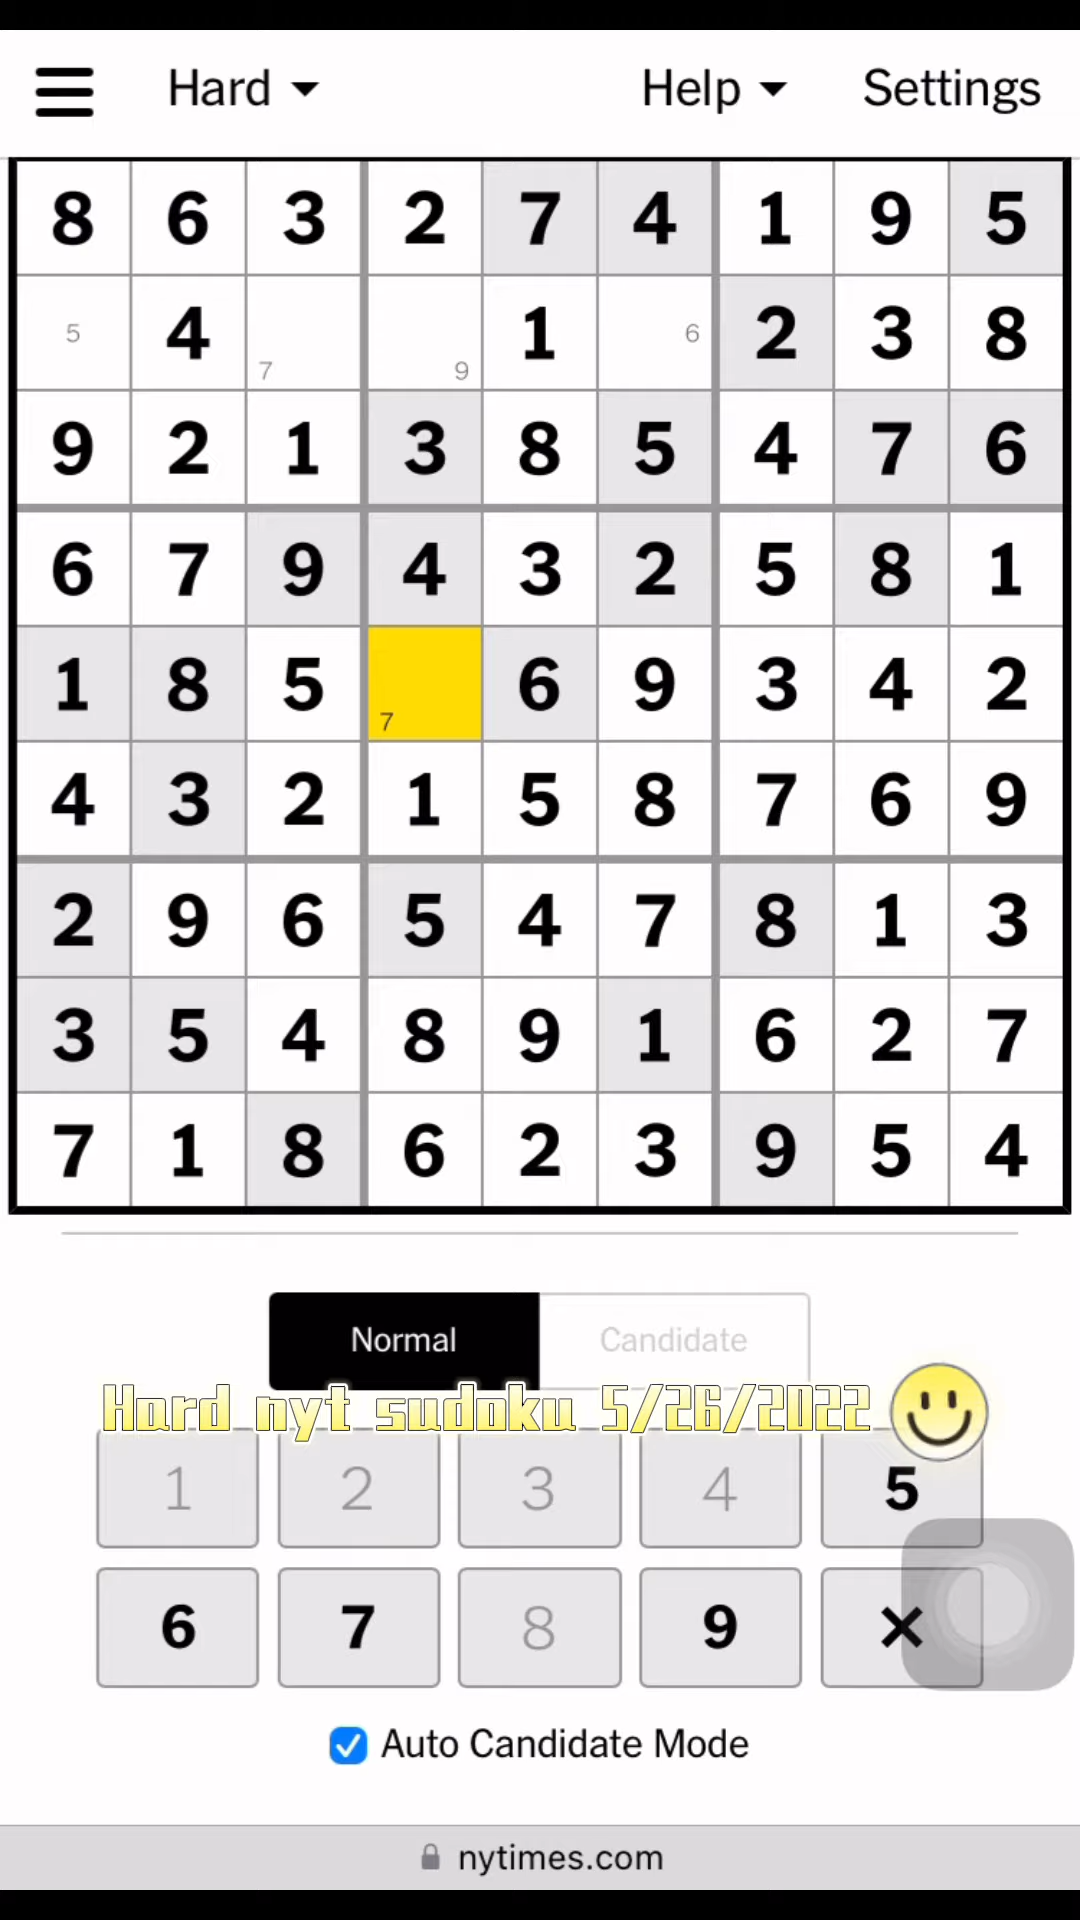 Hard Help Settings
8 6 3 2 7 4 1 9 5
5 4 7 9 1 6 2 3 8
9 2 1 3 8 5 4 7 6
6 7 9 4 3 2 5 8 1
1 8 5 7 6 9 3 4 2
4 3 2 1 5 8 7 6 9
2 9 6 5 4 7 8 1 3
3 5 4 8 9 1 6 2 7
7 1 8 6 2 3 9 5 4
Normal Candidate
Hard nyt sudoku 5/26/2022
1 2 3 4 5
6 7 8 9 ×
Auto Candidate Mode
nytimes.com